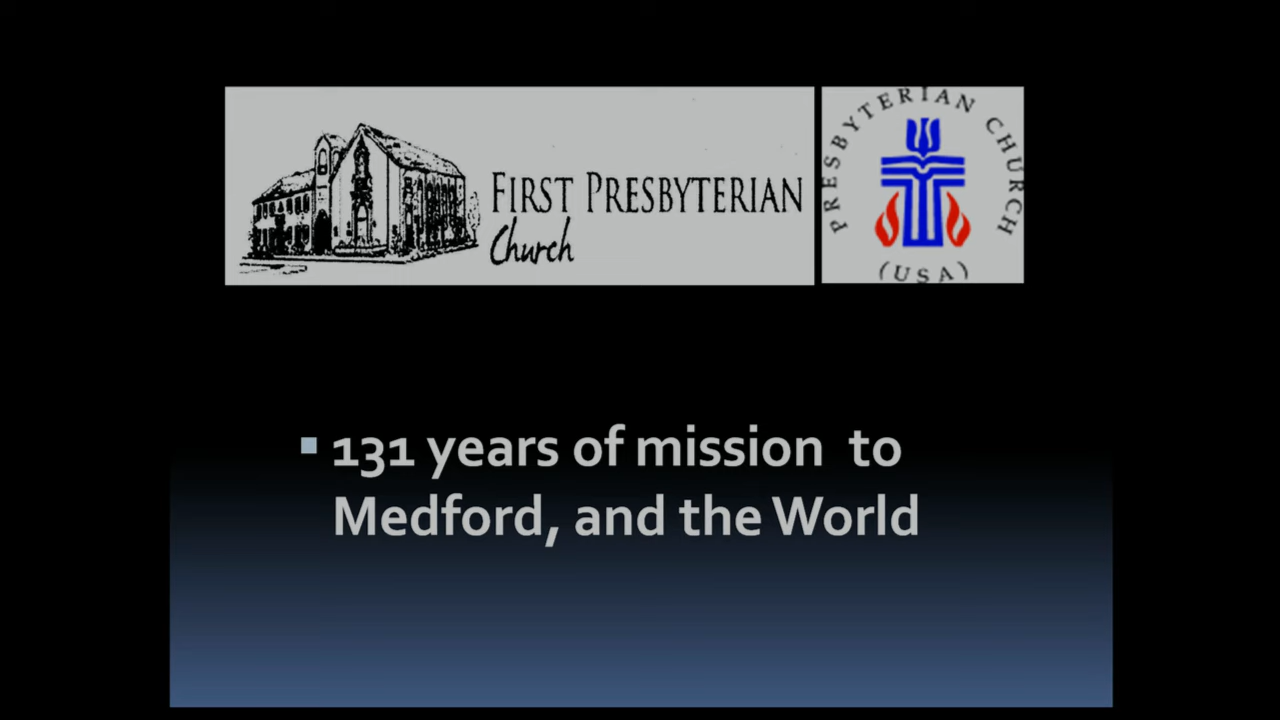 FIRST PRESBYTERIAN
Church
PRESBYTERIAN CHURCH
(USA)
▪ 131 years of mission to
Medford, and the World